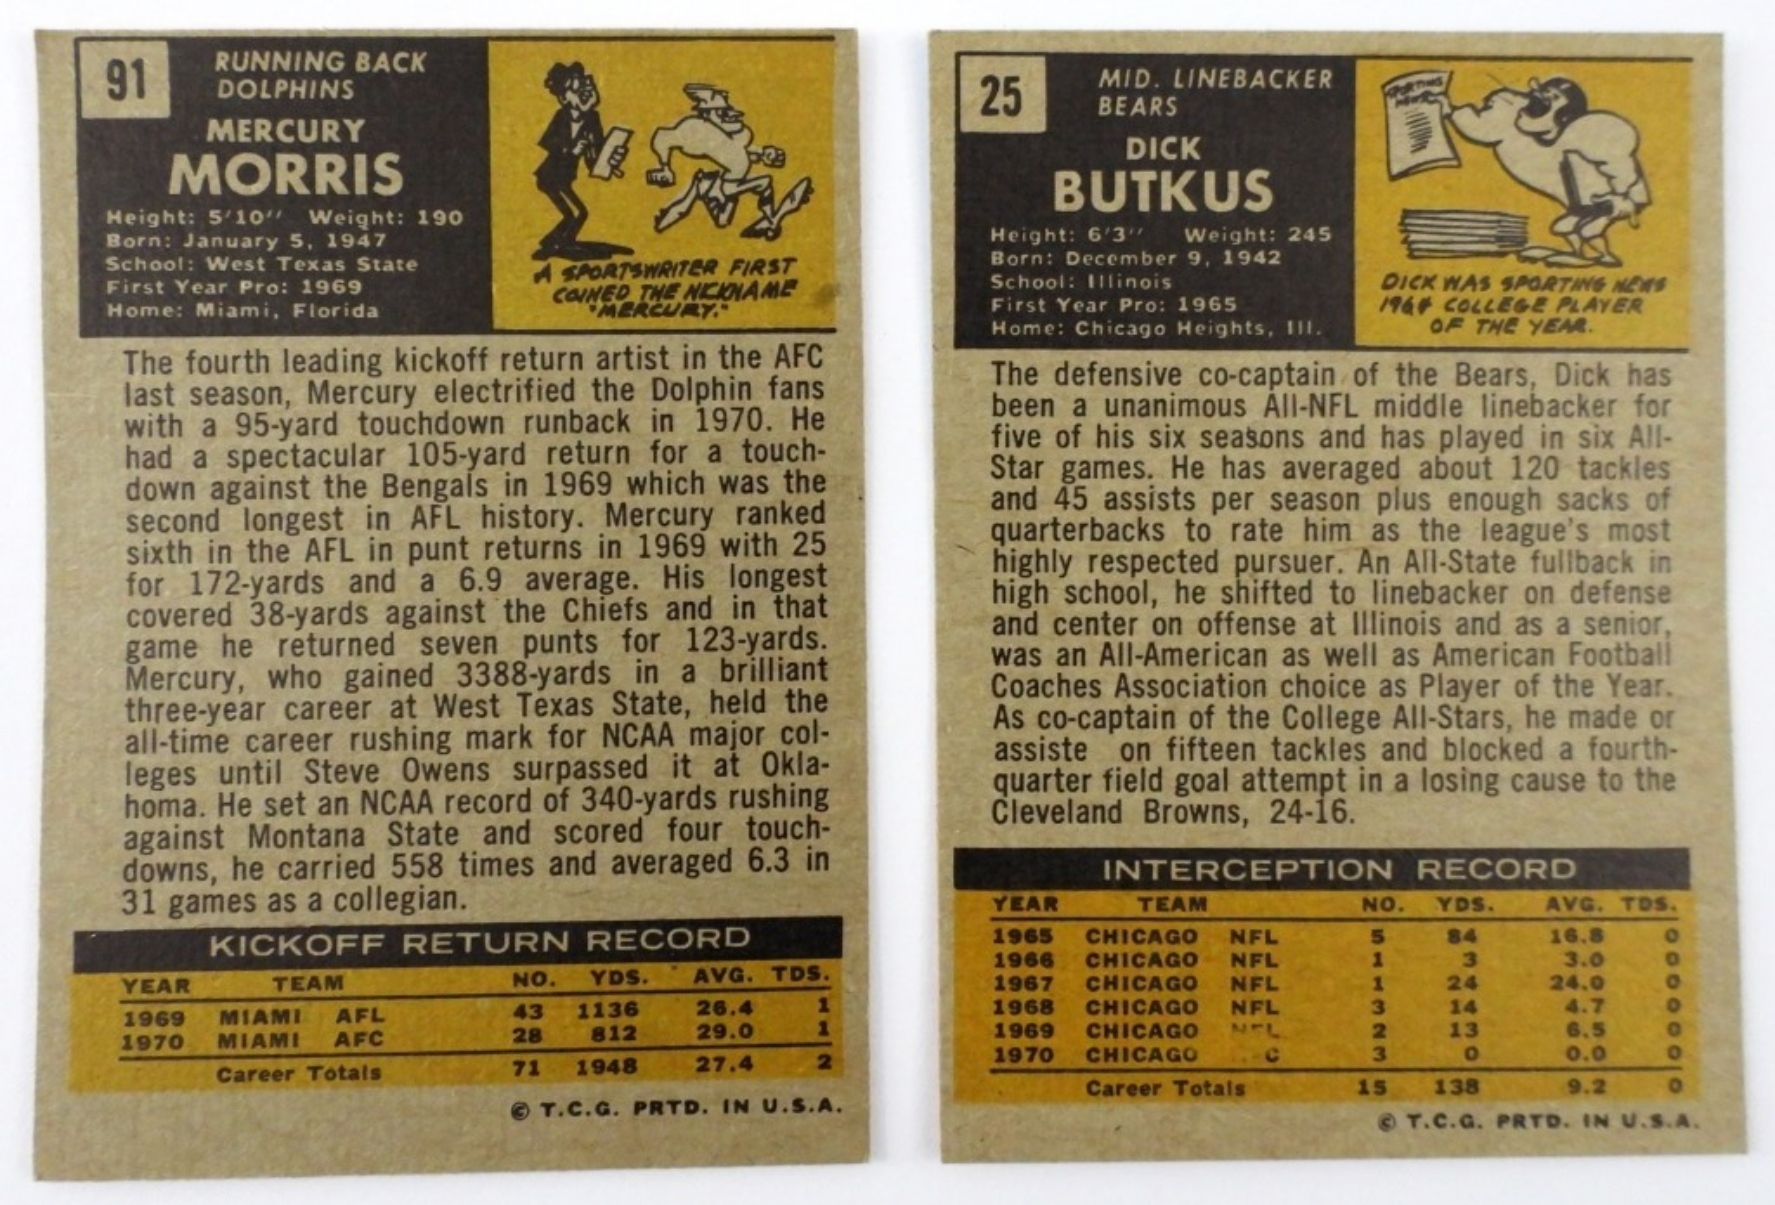 91
RUNNING BACK
DOLPHINS
MERCURY
MORRIS
Height: 5'10'' Weight: 190
Born: January 5, 1947
School: West Texas State
First Year Pro: 1969
Home: Miami, Florida
A SPORTSWRITER FIRST
COINED THE NICKNAME
"MERCURY."
The fourth leading kickoff return artist in the AFC
last season, Mercury electrified the Dolphin fans
with a 95-yard touchdown runback in 1970. He
had a spectacular 105-yard return for a touch-
down against the Bengals in 1969 which was the
second longest in AFL history. Mercury ranked
sixth in the AFL in punt returns in 1969 with 25
for 172-yards and a 6.9 average. His longest
covered 38-yards against the Chiefs and in that
game he returned seven punts for 123-yards.
Mercury, who gained 3388-yards in a brilliant
three-year career at West Texas State, held the
all-time career rushing mark for NCAA major col-
leges until Steve Owens surpassed it at Okla-
homa. He set an NCAA record of 340-yards rushing
against Montana State and scored four touch-
downs, he carried 558 times and averaged 6.3 in
31 games as a collegian.
KICKOFF RETURN RECORD
YEAR TEAM NO. YDS. AVG. TDS.
1969 MIAMI AFL 43 1136 26.4 1
1970 MIAMI AFC 28 812 29.0 1
Career Totals 71 1948 27.4 2
© T.C.G. PRTD. IN U.S.A.
25
MID. LINEBACKER
BEARS
DICK
BUTKUS
Height: 6'3'' Weight: 245
Born: December 9, 1942
School: Illinois
First Year Pro: 1965
Home: Chicago Heights, Ill.
SPORTING
NEWS
DICK WAS SPORTING NEWS
1964 COLLEGE PLAYER
OF THE YEAR.
The defensive co-captain of the Bears, Dick has
been a unanimous All-NFL middle linebacker for
five of his six seasons and has played in six All-
Star games. He has averaged about 120 tackles
and 45 assists per season plus enough sacks of
quarterbacks to rate him as the league's most
highly respected pursuer. An All-State fullback in
high school, he shifted to linebacker on defense
and center on offense at Illinois and as a senior,
was an All-American as well as American Football
Coaches Association choice as Player of the Year.
As co-captain of the College All-Stars, he made or
assiste on fifteen tackles and blocked a fourth-
quarter field goal attempt in a losing cause to the
Cleveland Browns, 24-16.
INTERCEPTION RECORD
YEAR TEAM NO. YDS. AVG. TDS.
1965 CHICAGO NFL 5 84 16.8 0
1966 CHICAGO NFL 1 3 3.0 0
1967 CHICAGO NFL 1 24 24.0 0
1968 CHICAGO NFL 3 14 4.7 0
1969 CHICAGO NFL 2 13 6.5 0
1970 CHICAGO C 3 0 0.0 0
Career Totals 15 138 9.2 0
© T.C.G. PRTD. IN U.S.A.